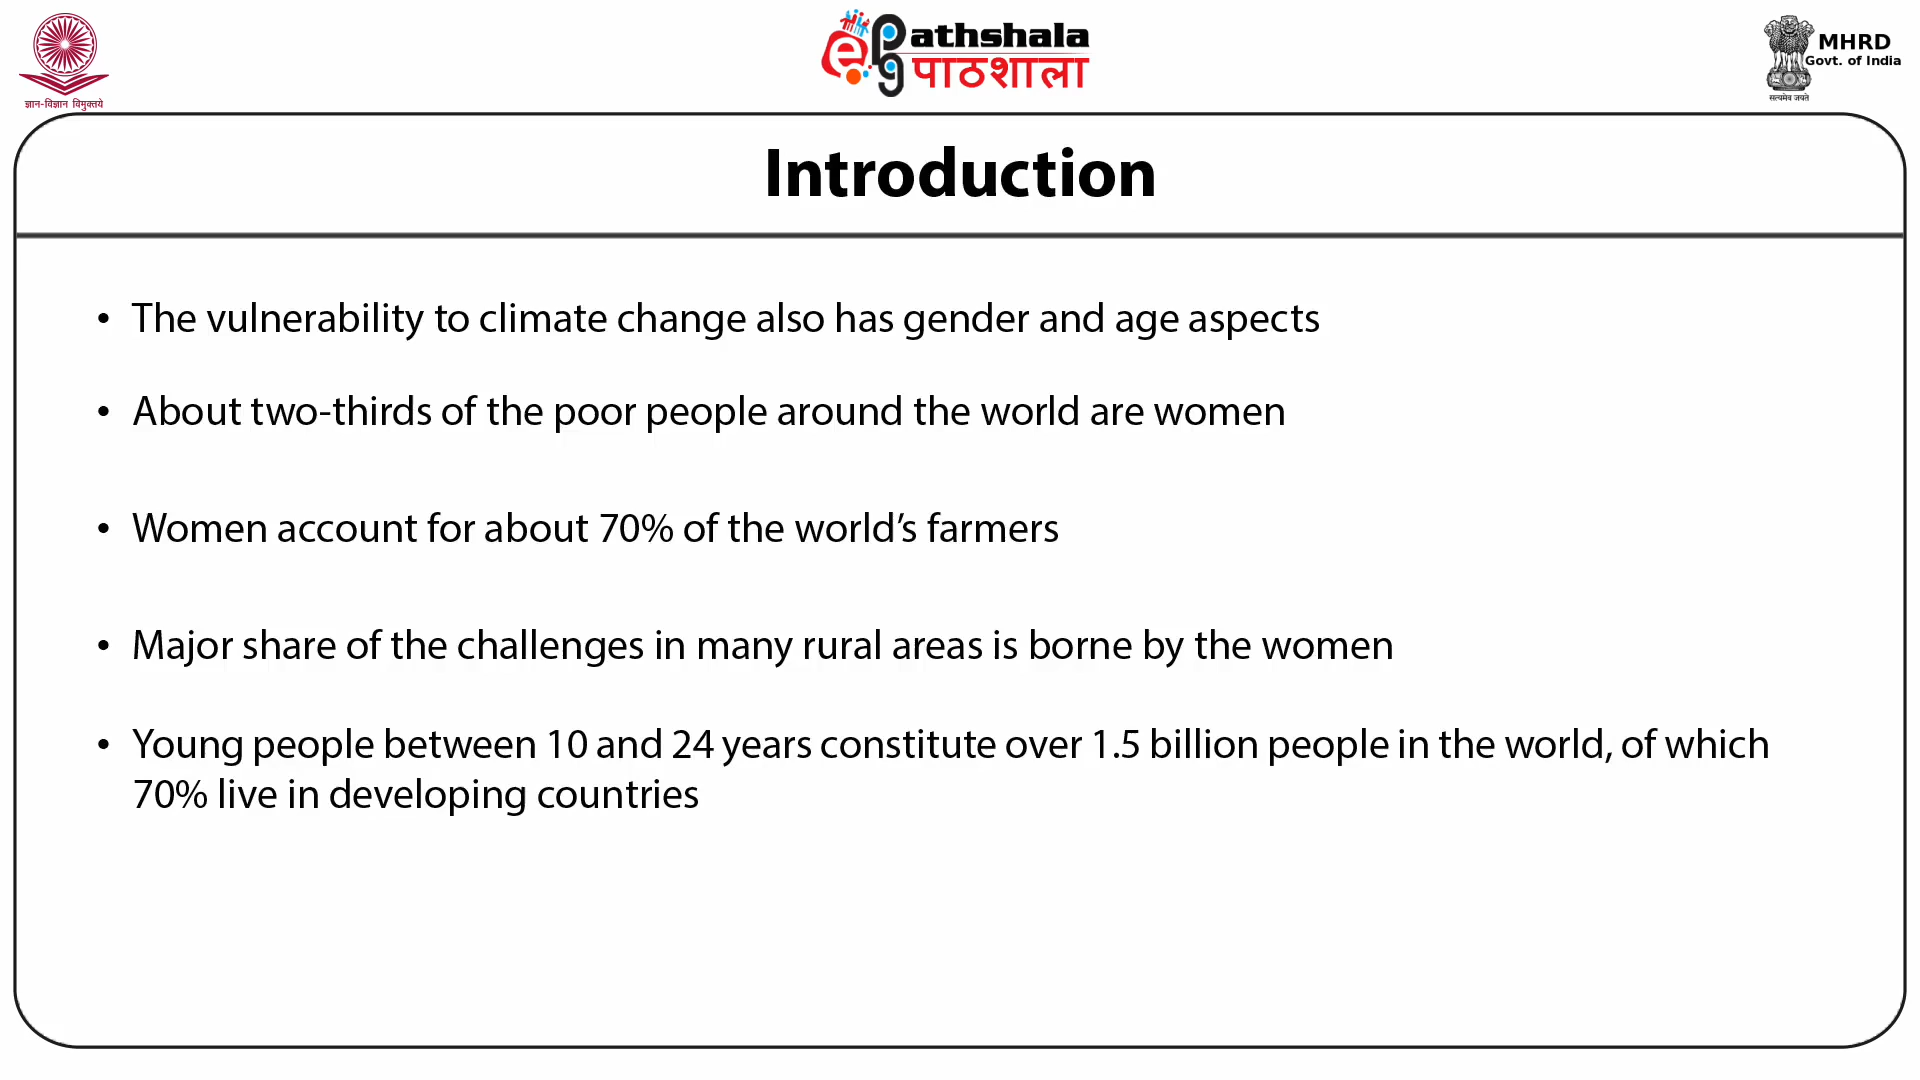 ज्ञान-विज्ञान विमुक्तये
e pg athshala
पाठशाला
MHRD
Govt. of India
सत्यमेव जयते
Introduction
• The vulnerability to climate change also has gender and age aspects
• About two-thirds of the poor people around the world are women
• Women account for about 70% of the world’s farmers
• Major share of the challenges in many rural areas is borne by the women
• Young people between 10 and 24 years constitute over 1.5 billion people in the world, of which
70% live in developing countries